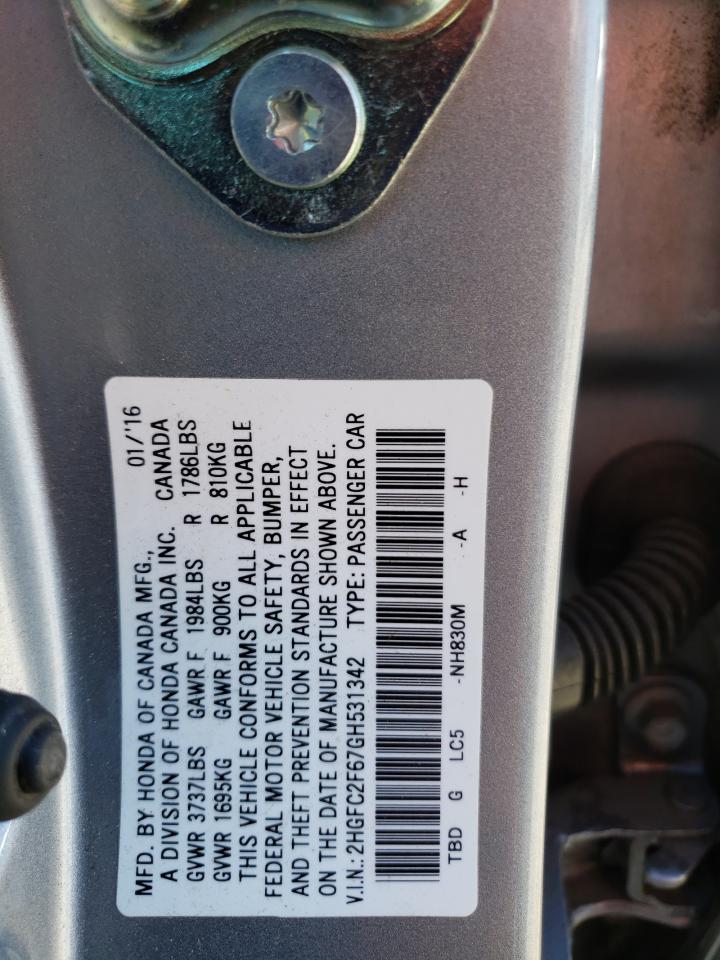 MFD. BY HONDA OF CANADA MFG., 01/'16
A DIVISION OF HONDA CANADA INC. CANADA
GVWR 3737LBS GAWR F 1984LBS R 1786LBS
GVWR 1695KG GAWR F 900KG R 810KG
THIS VEHICLE CONFORMS TO ALL APPLICABLE
FEDERAL MOTOR VEHICLE SAFETY, BUMPER,
AND THEFT PREVENTION STANDARDS IN EFFECT
ON THE DATE OF MANUFACTURE SHOWN ABOVE.
V.I.N.: 2HGFC2F67GH531342 TYPE: PASSENGER CAR
TBD G LC5 -NH830M -A -H